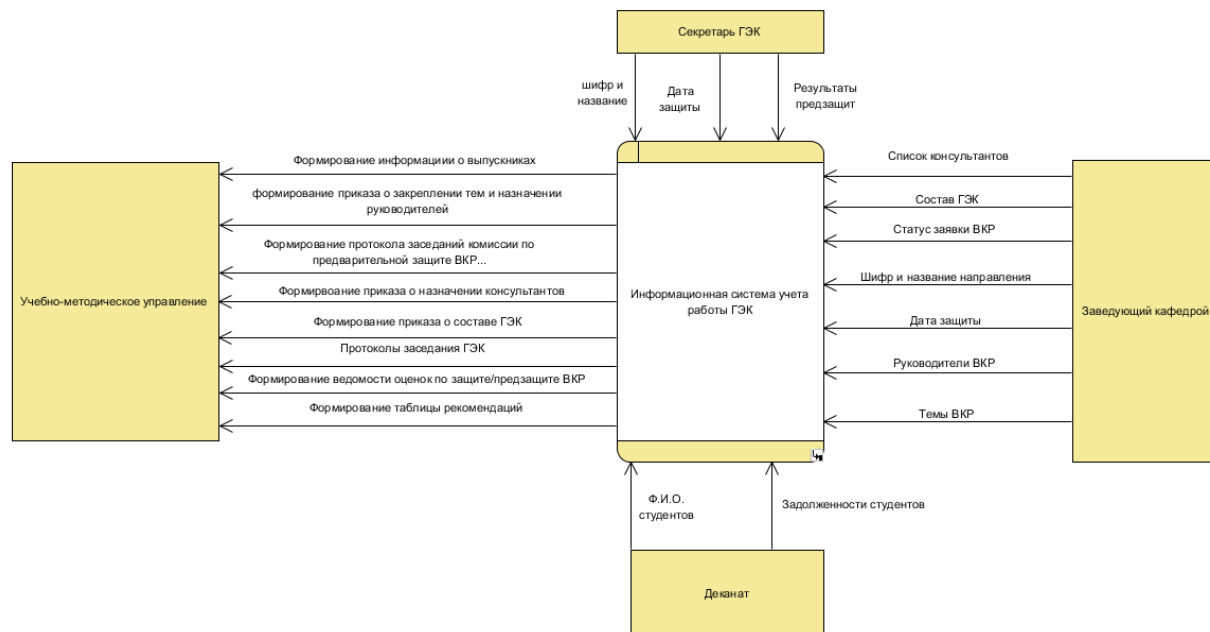 Секретарь ГЭК
шифр и
название
Дата
защиты
Результаты
предзащит
Формирование информациии о выпускниках
формирование приказа о закреплении тем и назначении
руководителей
Формирование протокола заседаний комиссии по
предварительной защите ВКР...
Формирвоание приказа о назначении консультантов
Формирование приказа о составе ГЭК
Протоколы заседания ГЭК
Формирование ведомости оценок по защите/предзащите ВКР
Формирование таблицы рекомендаций
Учебно-методическое управление
Информационная система учета
работы ГЭК
Список консультантов
Состав ГЭК
Статус заявки ВКР
Шифр и название направления
Дата защиты
Руководители ВКР
Темы ВКР
Заведующий кафедрой
Ф.И.О.
студентов
Задолженности студентов
Деканат